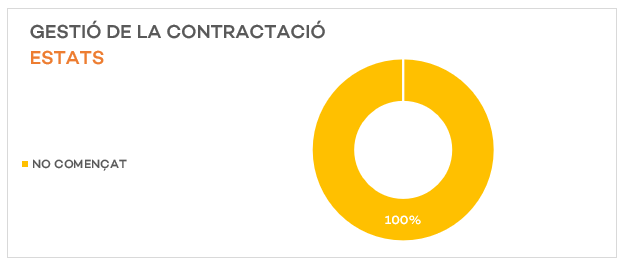 GESTIÓ DE LA CONTRACTACIÓ
ESTATS
NO COMENÇAT
100%